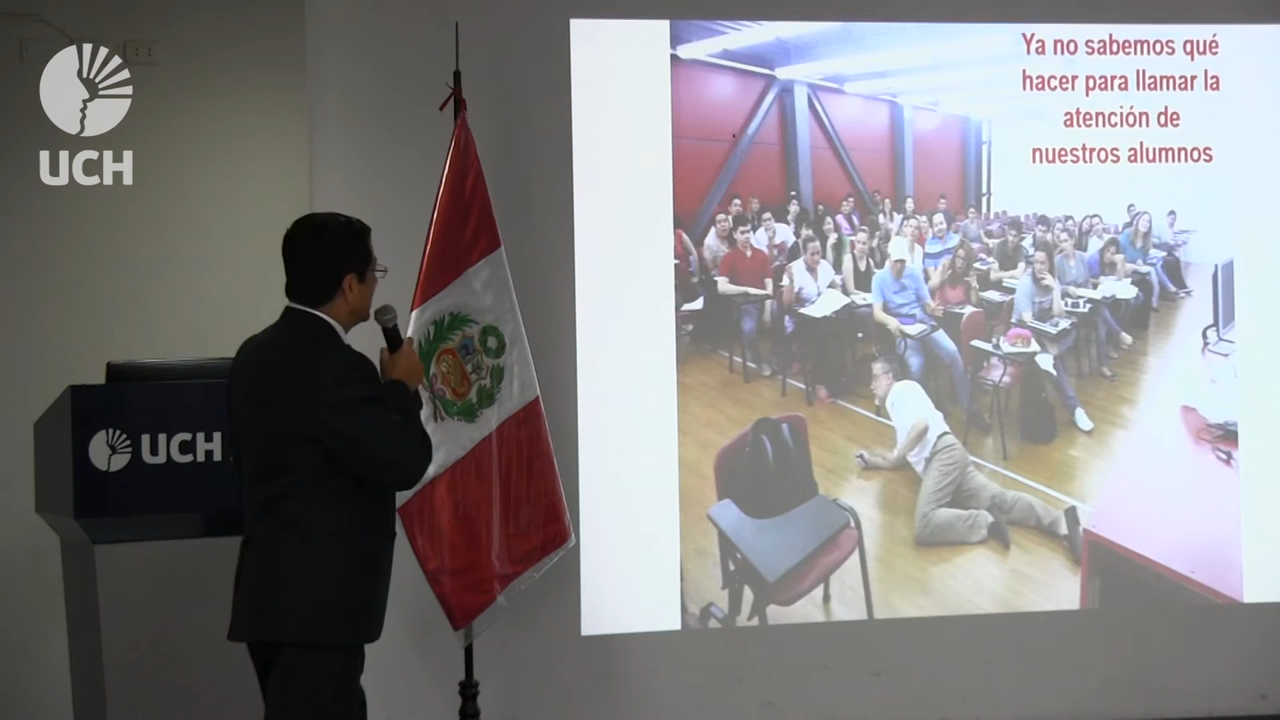 UCH
UCH
Ya no sabemos qué
hacer para llamar la
atención de
nuestros alumnos